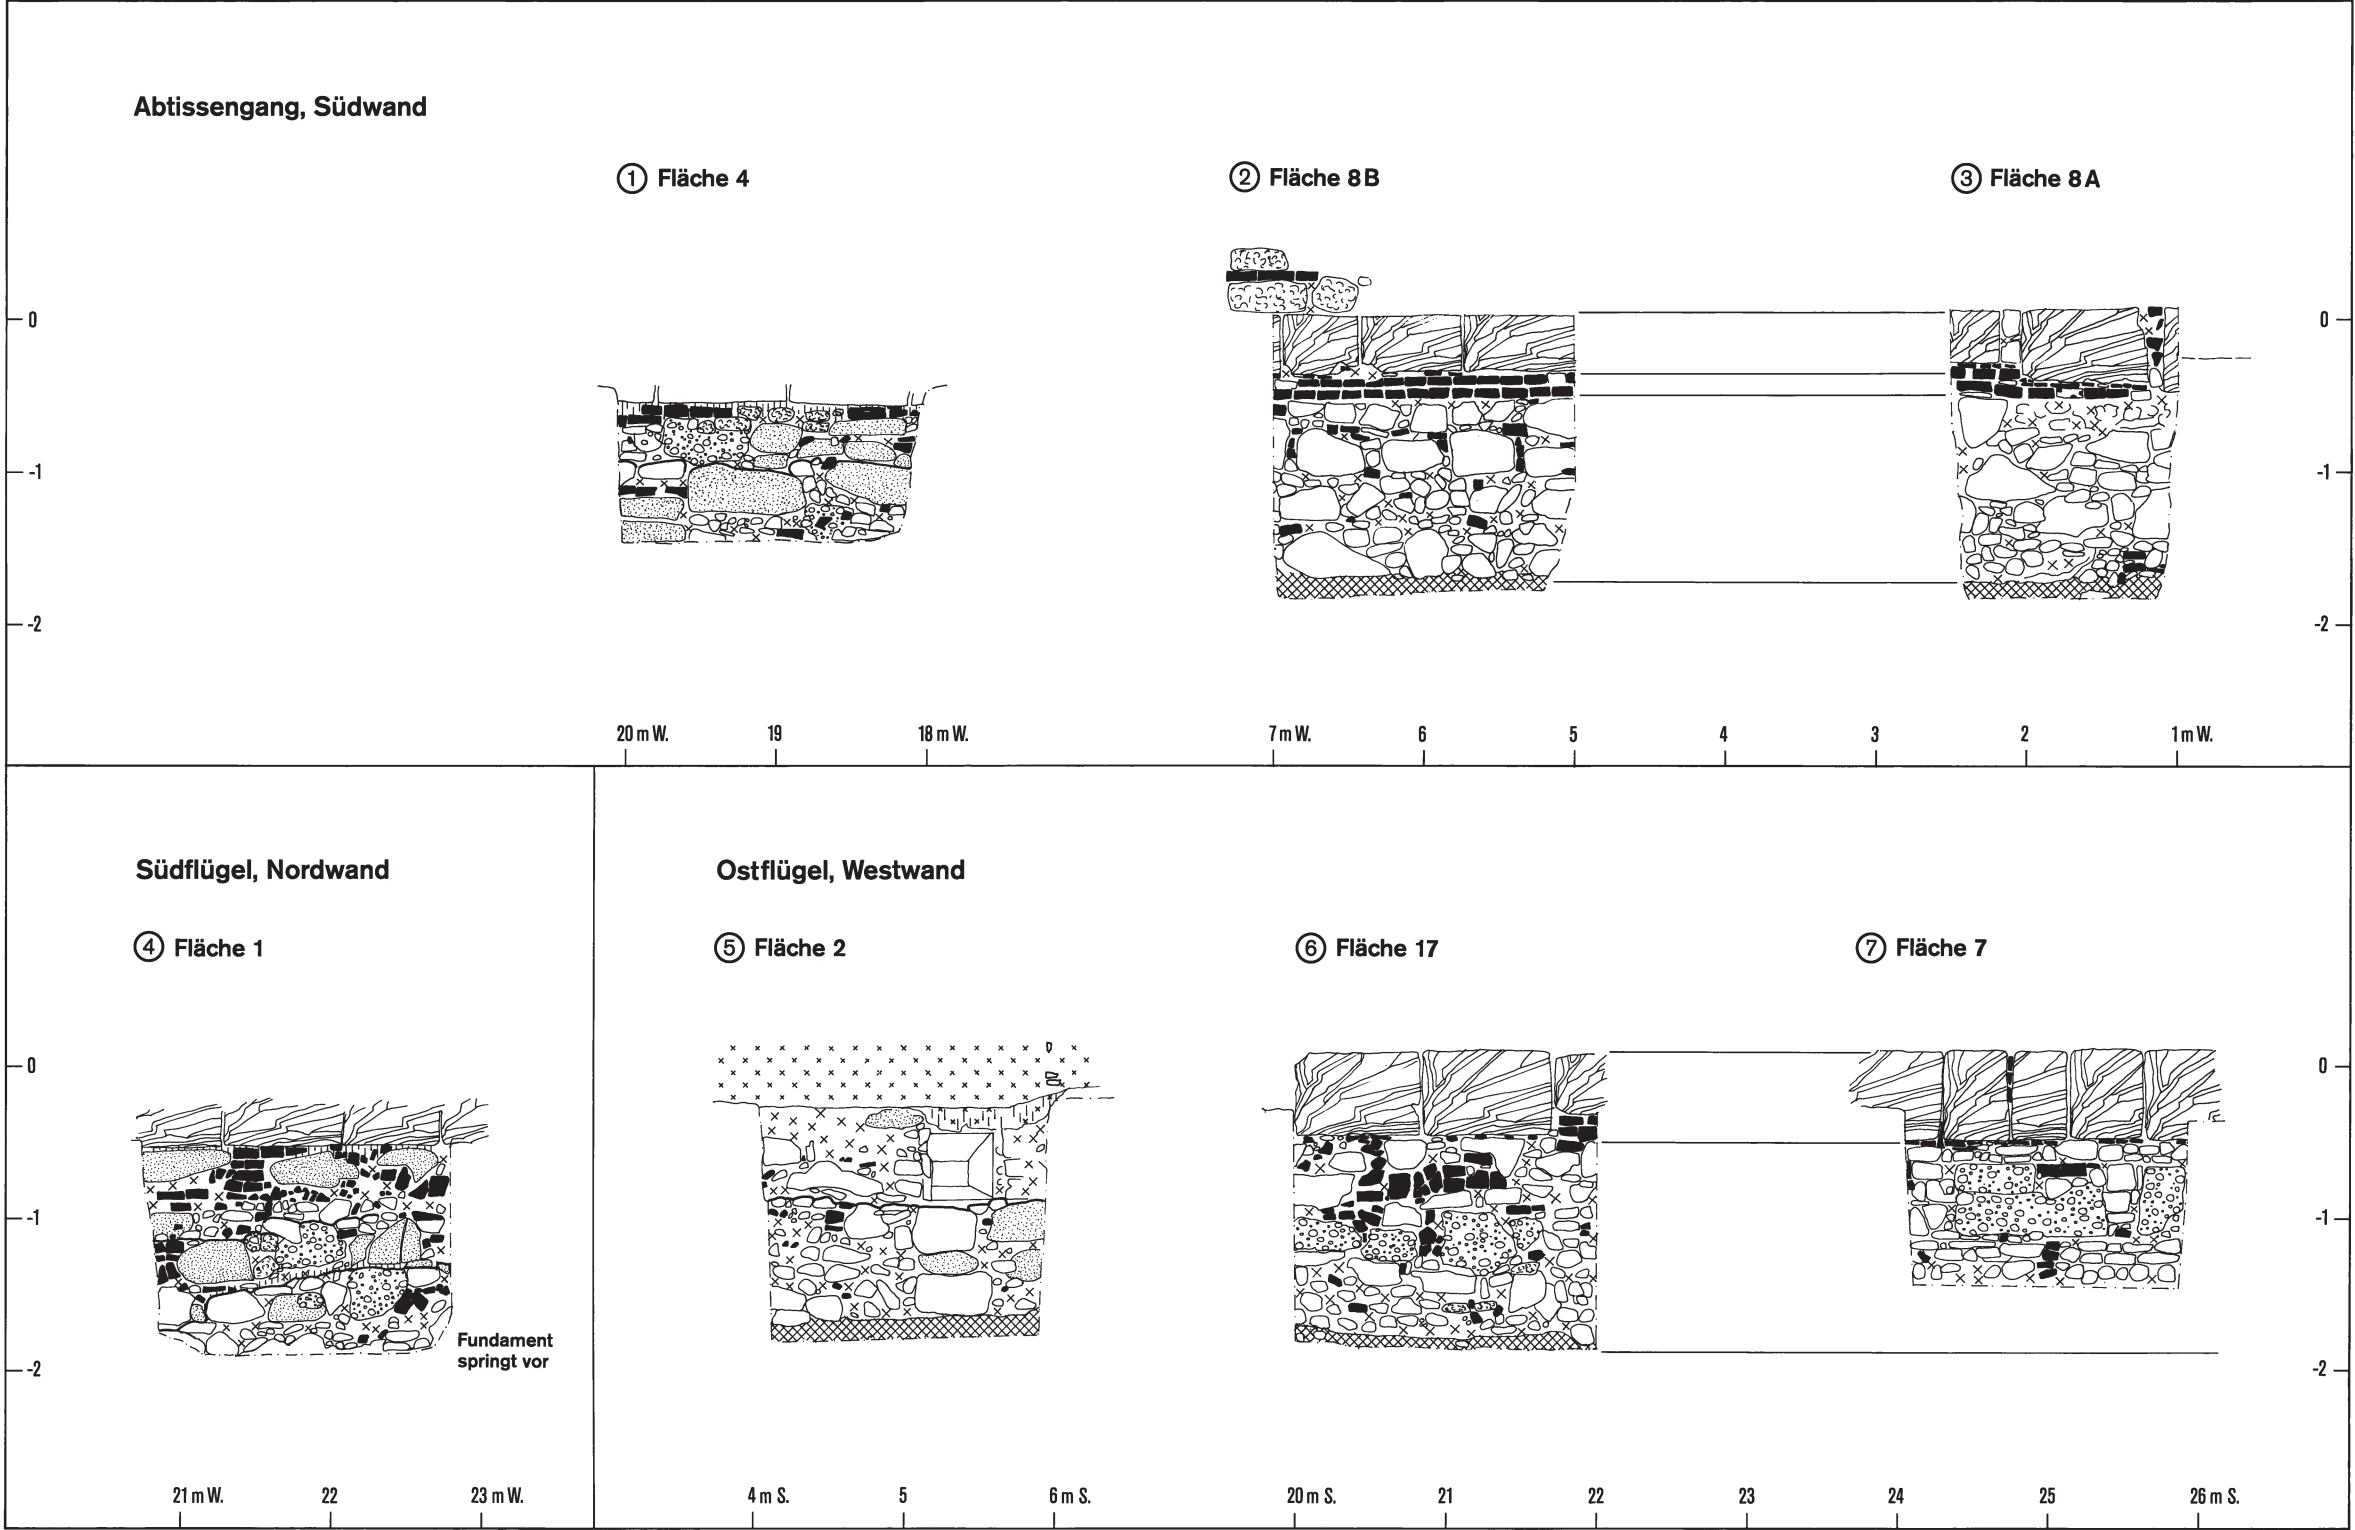 Abtissengang, Südwand
1 Fläche 4
2 Fläche 8B
3 Fläche 8A
0
0
-1
-1
-2
-2
20 m W. 19 18 m W. 7 m W. 6 5 4 3 2 1 m W.
Südflügel, Nordwand
Ostflügel, Westwand
4 Fläche 1
5 Fläche 2
6 Fläche 17
7 Fläche 7
0
0
-1
-1
Fundament
springt vor
-2
-2
21 m W. 22 23 m W. 4 m S. 5 6 m S. 20 m S. 21 22 23 24 25 26 m S.